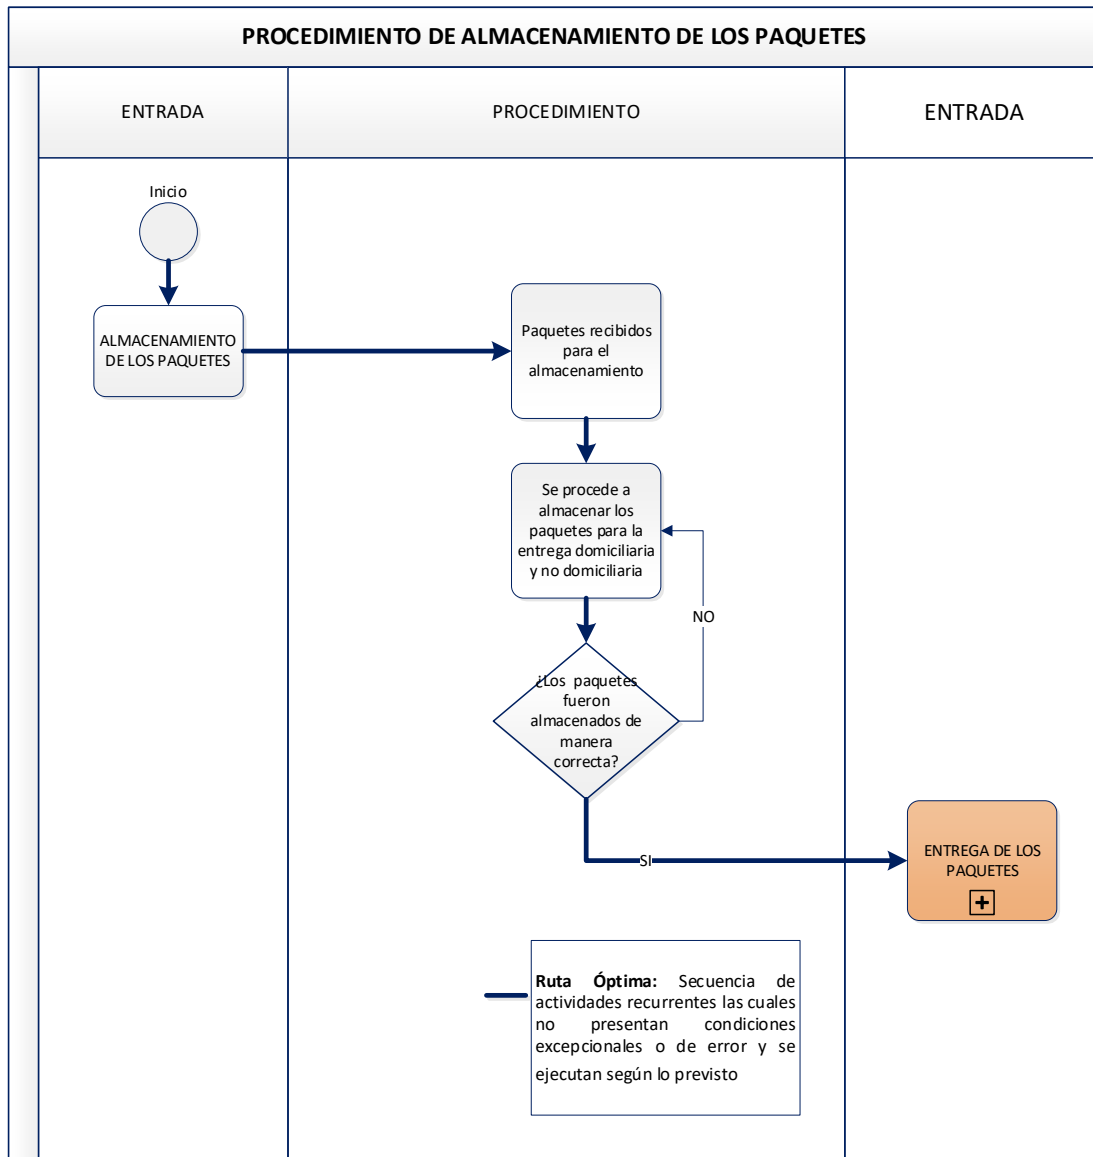 PROCEDIMIENTO DE ALMACENAMIENTO DE LOS PAQUETES
ENTRADA
PROCEDIMIENTO
ENTRADA
Inicio
ALMACENAMIENTO
DE LOS PAQUETES
Paquetes recibidos
para el
almacenamiento
Se procede a
almacenar los
paquetes para la
entrega domiciliaria
y no domiciliaria
NO
¿Los paquetes
fueron
almacenados de
manera
correcta?
SI
ENTREGA DE LOS
PAQUETES
Ruta Óptima: Secuencia de
actividades recurrentes las cuales
no presentan condiciones
excepcionales o de error y se
ejecutan según lo previsto